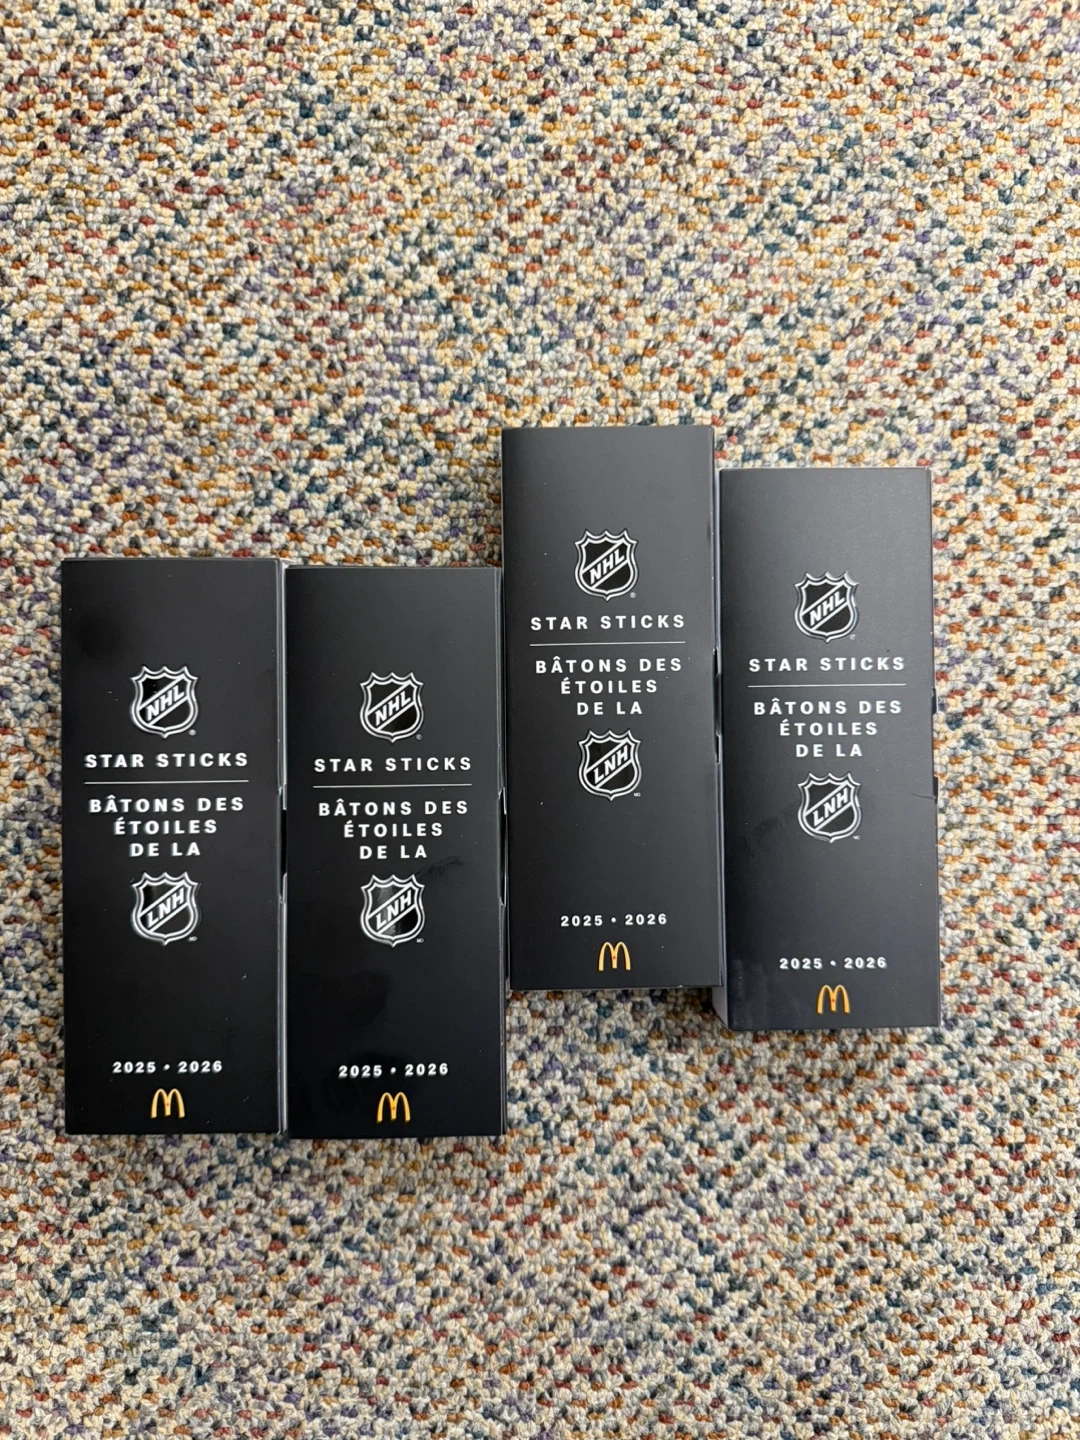 NHL
STAR STICKS
BÂTONS DES
ÉTOILES
DE LA
LNH
2025 • 2026
NHL
STAR STICKS
BÂTONS DES
ÉTOILES
DE LA
LNH
2025 • 2026
NHL
STAR STICKS
BÂTONS DES
ÉTOILES
DE LA
LNH
2025 • 2026
NHL
STAR STICKS
BÂTONS DES
ÉTOILES
DE LA
LNH
2025 • 2026